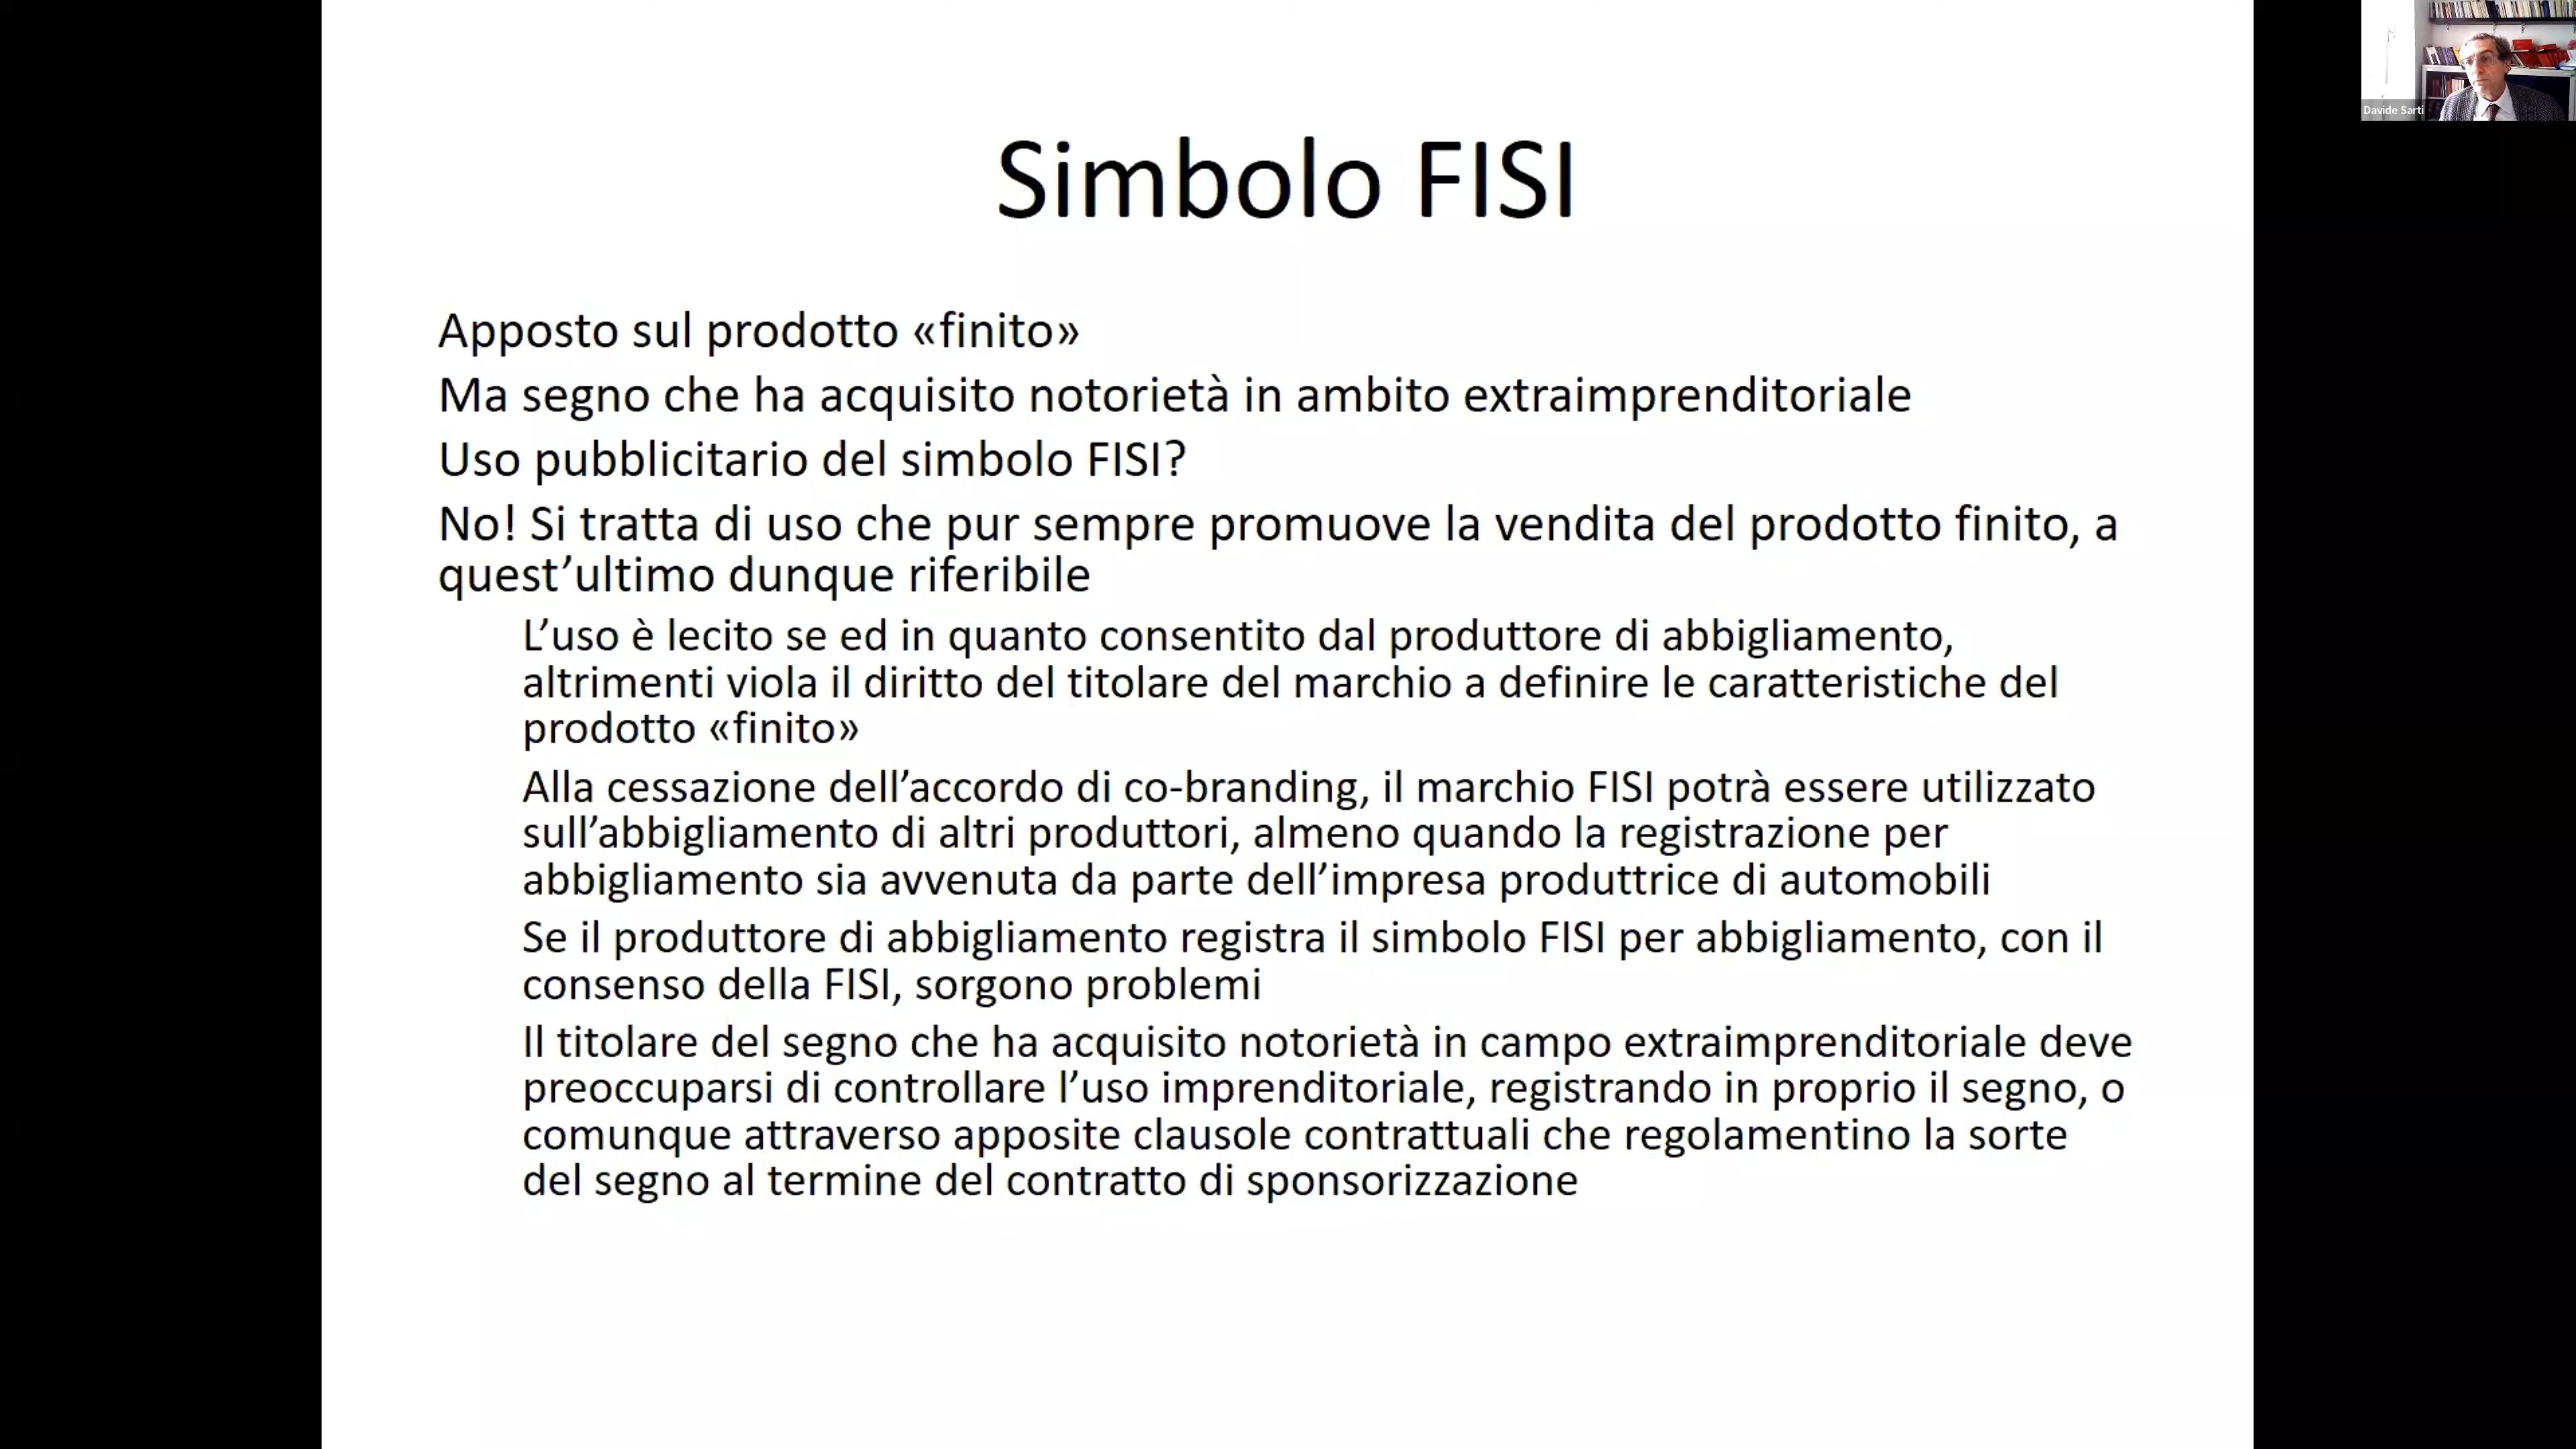 Simbolo FISI
Davide Sarti
Apposto sul prodotto «finito»
Ma segno che ha acquisito notorietà in ambito extraimprenditoriale
Uso pubblicitario del simbolo FISI?
No! Si tratta di uso che pur sempre promuove la vendita del prodotto finito, a
quest’ultimo dunque riferibile
L’uso è lecito se ed in quanto consentito dal produttore di abbigliamento,
altrimenti viola il diritto del titolare del marchio a definire le caratteristiche del
prodotto «finito»
Alla cessazione dell’accordo di co-branding, il marchio FISI potrà essere utilizzato
sull’abbigliamento di altri produttori, almeno quando la registrazione per
abbigliamento sia avvenuta da parte dell’impresa produttrice di automobili
Se il produttore di abbigliamento registra il simbolo FISI per abbigliamento, con il
consenso della FISI, sorgono problemi
Il titolare del segno che ha acquisito notorietà in campo extraimprenditoriale deve
preoccuparsi di controllare l’uso imprenditoriale, registrando in proprio il segno, o
comunque attraverso apposite clausole contrattuali che regolamentino la sorte
del segno al termine del contratto di sponsorizzazione